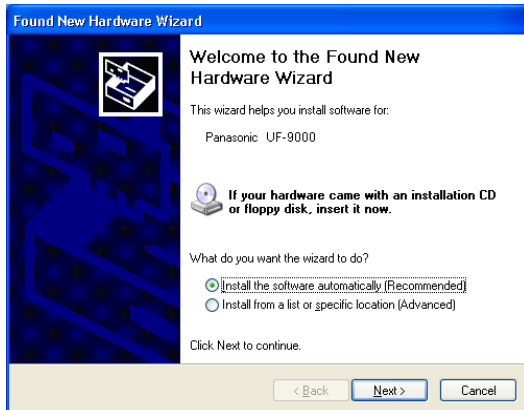 Found New Hardware Wizard
Welcome to the Found New
Hardware Wizard
This wizard helps you install software for:
Panasonic UF-9000
If your hardware came with an installation CD
or floppy disk, insert it now.
What do you want the wizard to do?
Install the software automatically (Recommended)
Install from a list or specific location (Advanced)
Click Next to continue.
< Back Next > Cancel